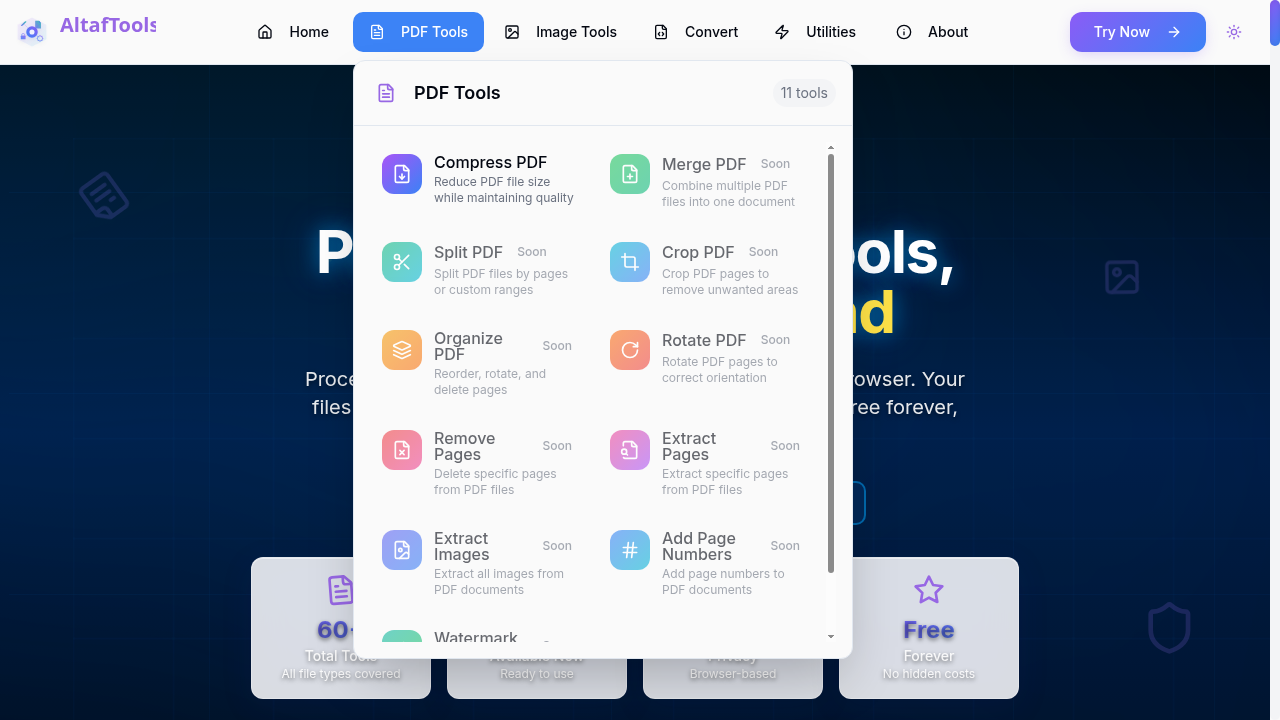 AltafTools
Home
PDF Tools
Image Tools
Convert
Utilities
About
Try Now
PDF Tools
11 tools
Compress PDF
Reduce PDF file size
while maintaining quality
Merge PDF Soon
Combine multiple PDF
files into one document
Split PDF Soon
Split PDF files by pages
or custom ranges
Crop PDF Soon
Crop PDF pages to
remove unwanted areas
Organize
PDF
Soon
Reorder, rotate, and
delete pages
Rotate PDF Soon
Rotate PDF pages to
correct orientation
Remove
Pages
Soon
Delete specific pages
from PDF files
Extract
Pages
Soon
Extract specific pages
from PDF files
Extract
Images
Soon
Extract all images from
PDF documents
Add Page
Numbers
Soon
Add page numbers to
PDF documents
Watermark
P ools,
nd
Proce rowser. Your
files ree forever,
60
Total Tools
All file types covered
Available Now
Ready to use
Privacy
Browser-based
Free
Forever
No hidden costs